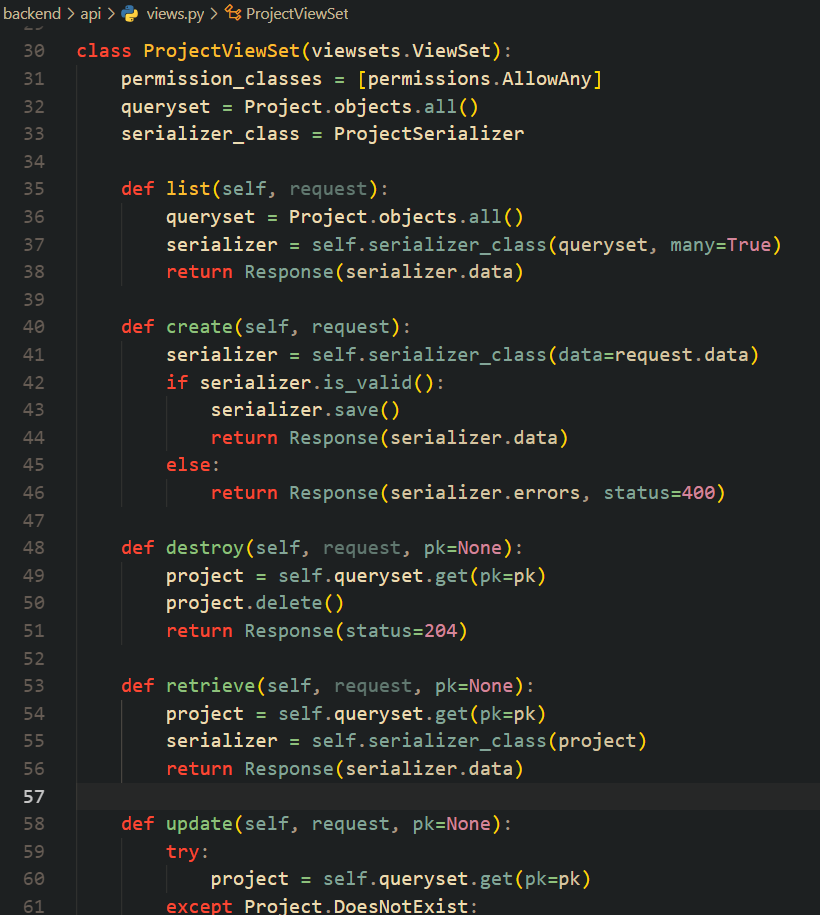 backend > api > views.py > ProjectViewSet
30 class ProjectViewSet(viewsets.ViewSet):
31     permission_classes = [permissions.AllowAny]
32     queryset = Project.objects.all()
33     serializer_class = ProjectSerializer
34
35     def list(self, request):
36         queryset = Project.objects.all()
37         serializer = self.serializer_class(queryset, many=True)
38         return Response(serializer.data)
39
40     def create(self, request):
41         serializer = self.serializer_class(data=request.data)
42         if serializer.is_valid():
43             serializer.save()
44             return Response(serializer.data)
45         else:
46             return Response(serializer.errors, status=400)
47
48     def destroy(self, request, pk=None):
49         project = self.queryset.get(pk=pk)
50         project.delete()
51         return Response(status=204)
52
53     def retrieve(self, request, pk=None):
54         project = self.queryset.get(pk=pk)
55         serializer = self.serializer_class(project)
56         return Response(serializer.data)
57
58     def update(self, request, pk=None):
59         try:
60             project = self.queryset.get(pk=pk)
61         except Project.DoesNotExist: